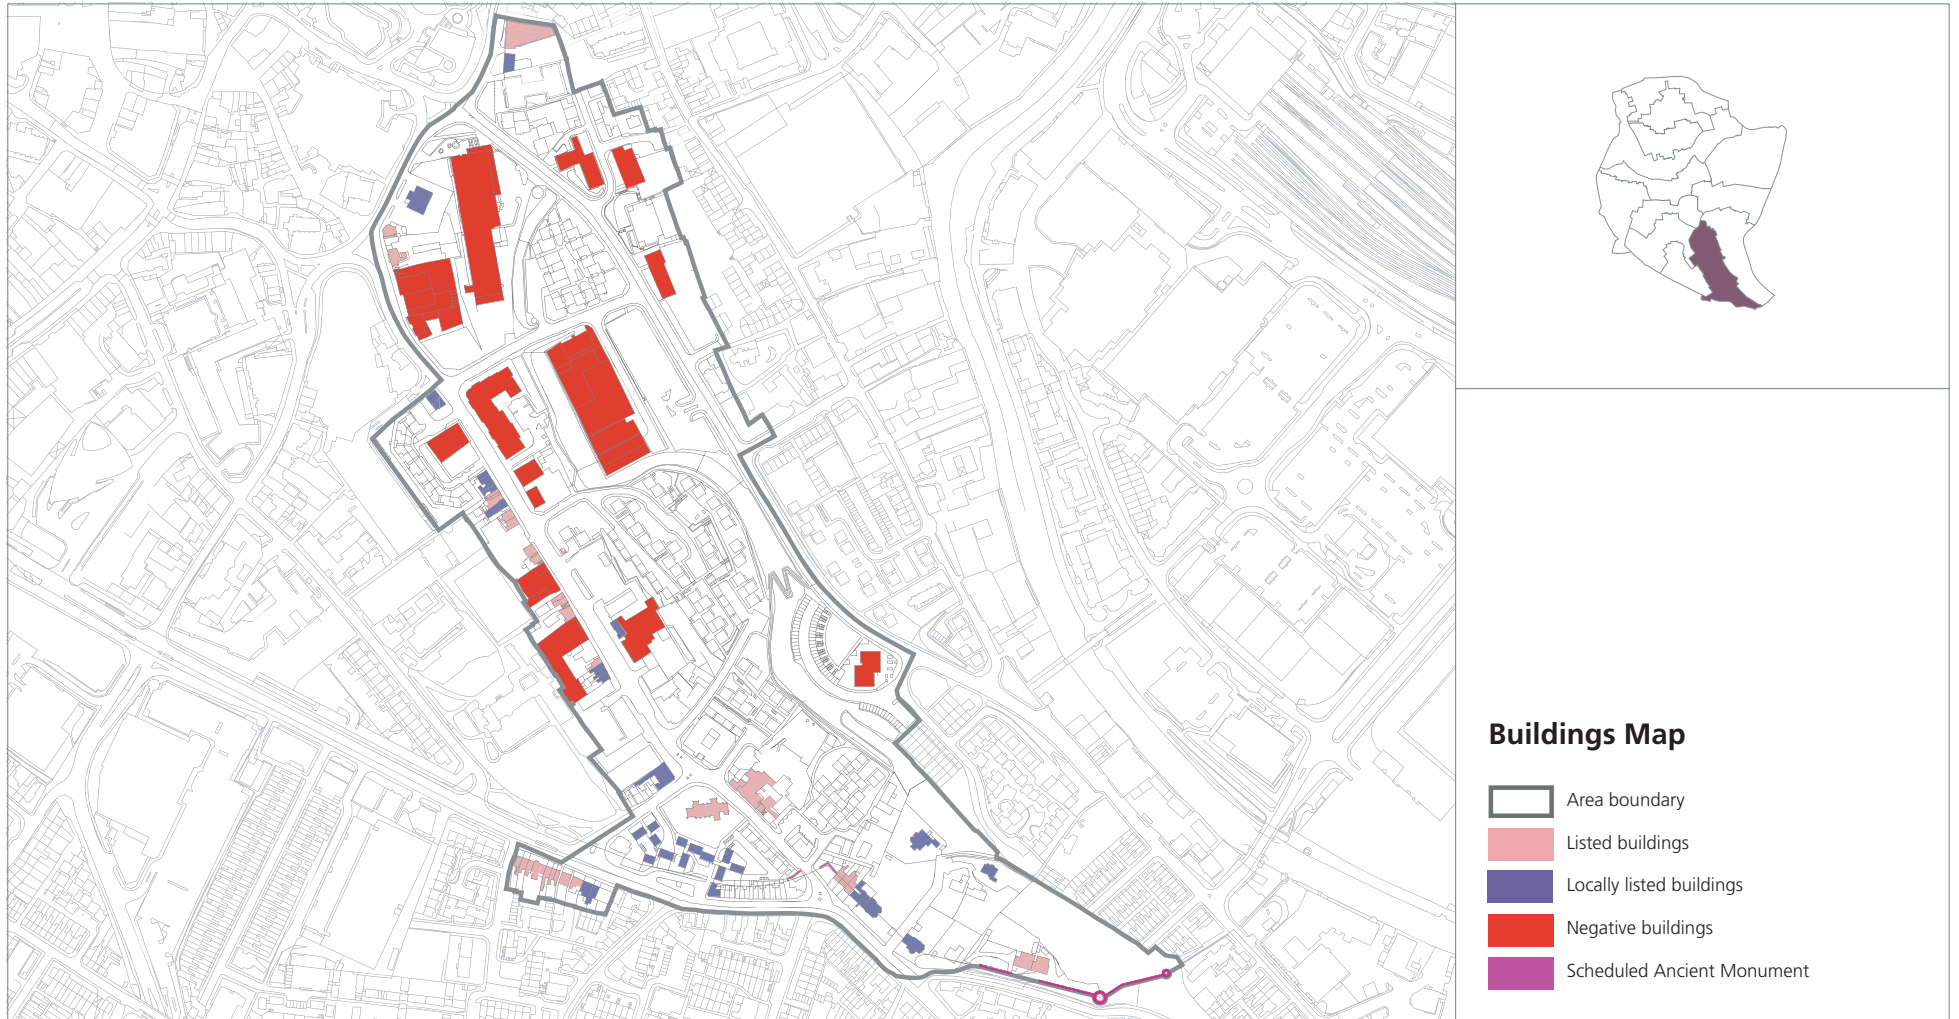 Buildings Map
Area boundary
Listed buildings
Locally listed buildings
Negative buildings
Scheduled Ancient Monument